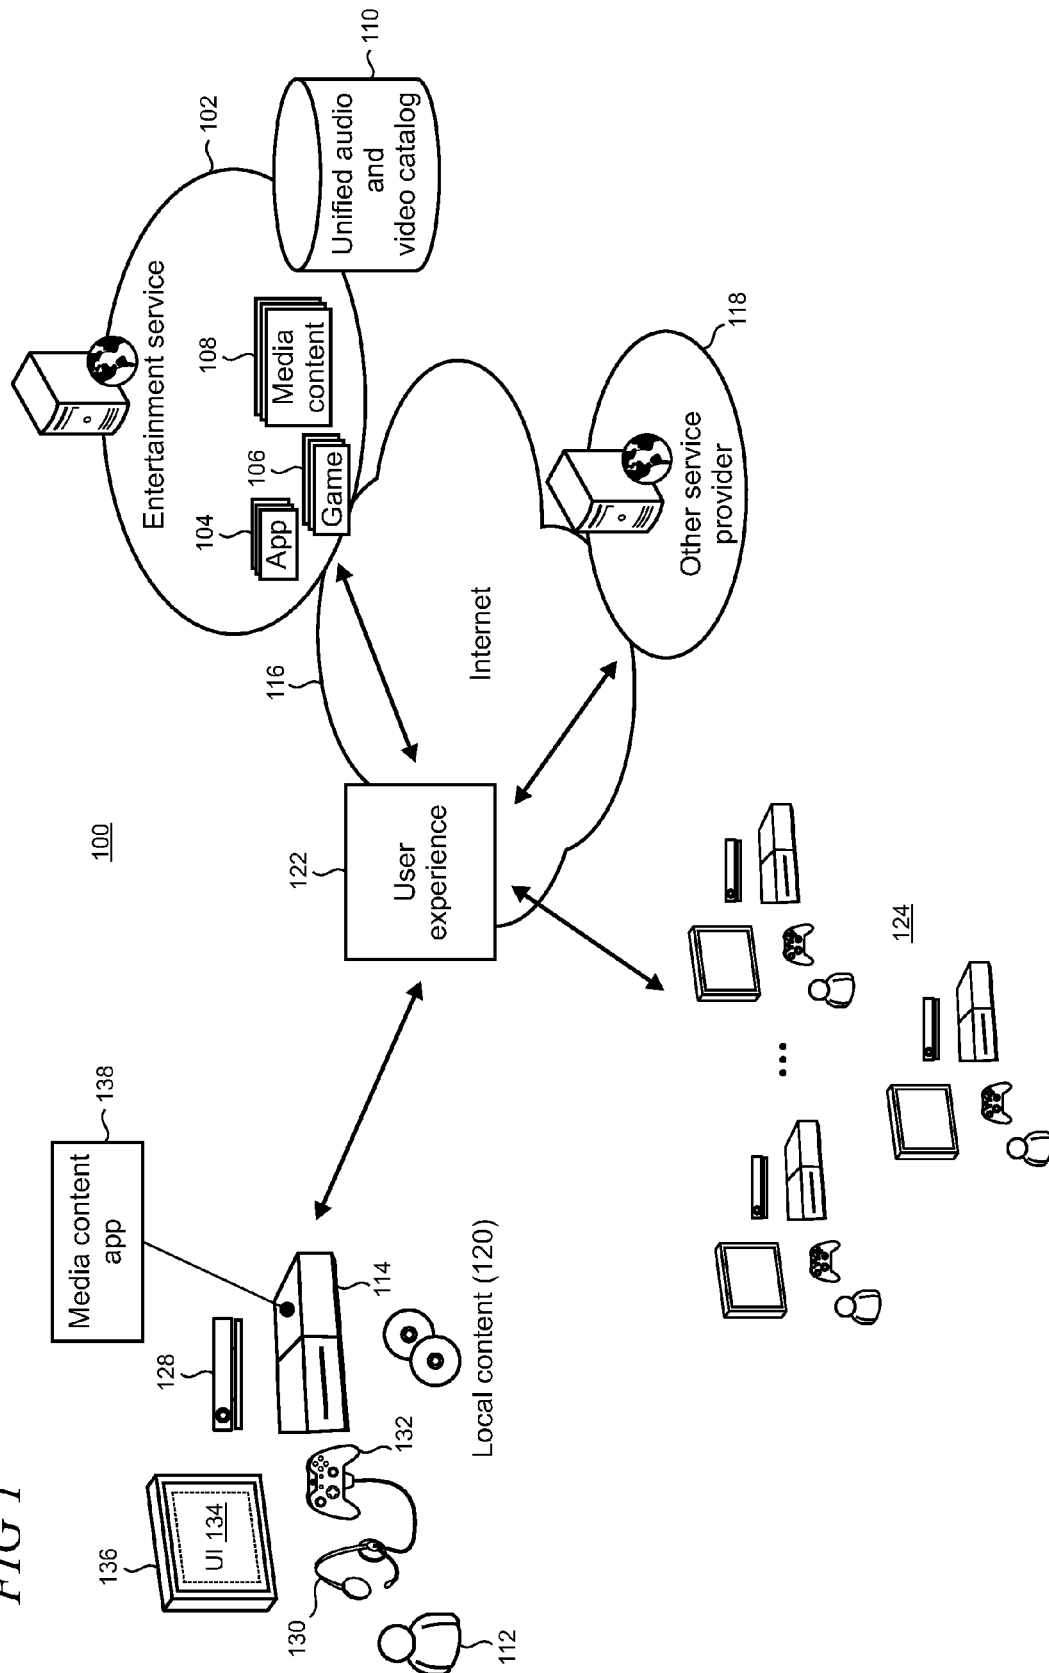 FIG 1
100
Media content
app
138
128
136
UI 134
130
132
112
114
Local content (120)
User
experience
122
116
Internet
Entertainment service
102
104
App
106
Game
108
Media
content
Unified audio
and
video catalog
110
Other service
provider
118
...
124